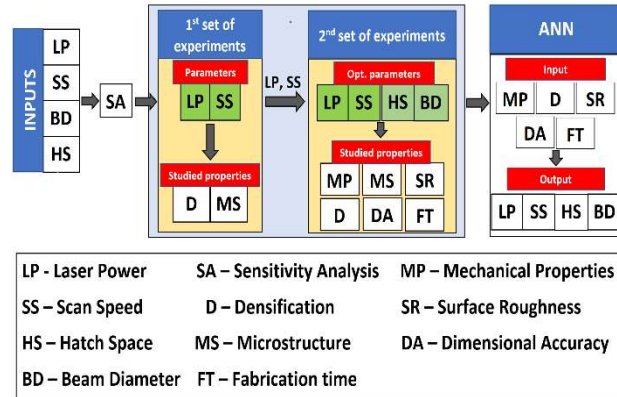 INPUTS
LP
SS
BD
HS
SA
1st set of
experiments
Parameters
LP SS
Studied properties
D MS
LP, SS
2nd set of experiments
Opt. parameters
LP SS HS BD
Studied properties
MP MS SR
D DA FT
ANN
Input
MP D SR
DA FT
Output
LP SS HS BD
LP - Laser Power SA – Sensitivity Analysis MP – Mechanical Properties
SS – Scan Speed D – Densification SR – Surface Roughness
HS – Hatch Space MS – Microstructure DA – Dimensional Accuracy
BD – Beam Diameter FT – Fabrication time